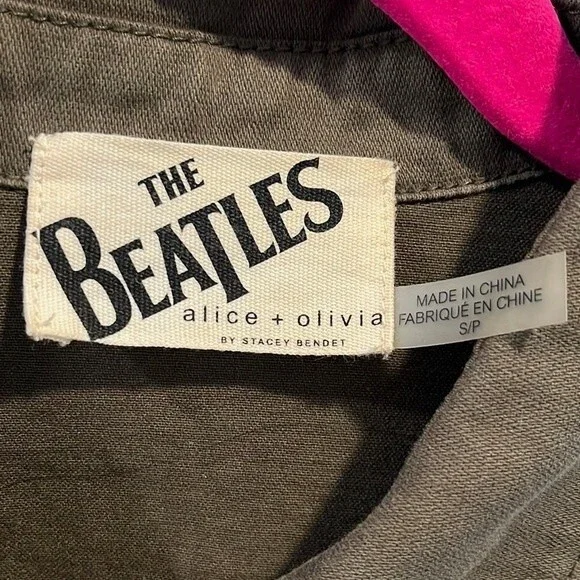 THE
BEATLES
alice + olivia
BY STACEY BENDET
MADE IN CHINA
FABRIQUÉ EN CHINE
S/P